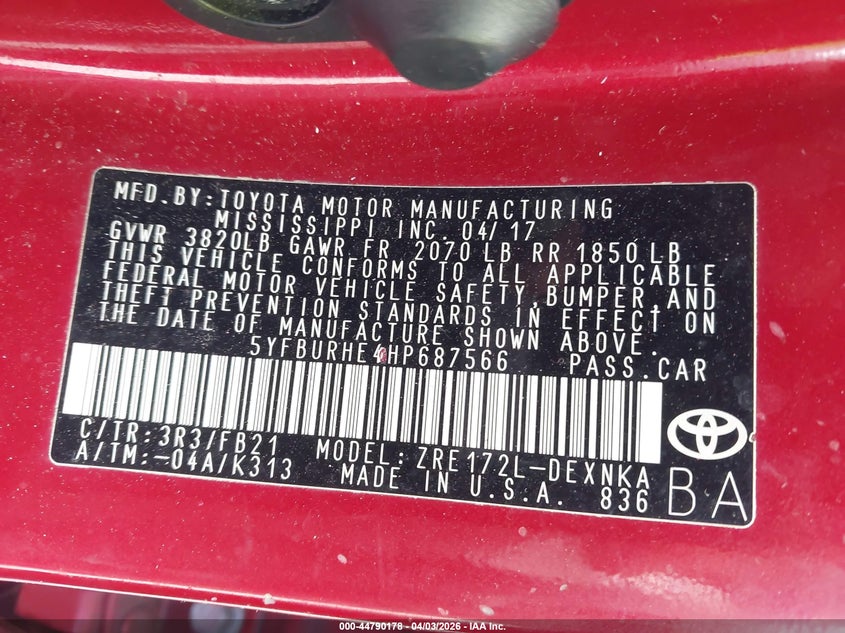 MFD.BY:TOYOTA MOTOR MANUFACTURING
MISSISSIPPI INC. 04/17
GVWR 3820LB GAWR FR 2070 LB RR 1850 LB
THIS VEHICLE CONFORMS TO ALL APPLICABLE
FEDERAL MOTOR VEHICLE SAFETY,BUMPER,AND
THEFT PREVENTION STANDARDS IN EFFECT ON
THE DATE OF MANUFACTURE SHOWN ABOVE.
5YFBURHE4HP687566 PASS.CAR
C/TR:3R3/FB21 MODEL:ZRE172L-DEXNKA
A/TM:-04A/K313 MADE IN U.S.A. 836
BA
000-44790178 - 04/03/2026 - IAA Inc.